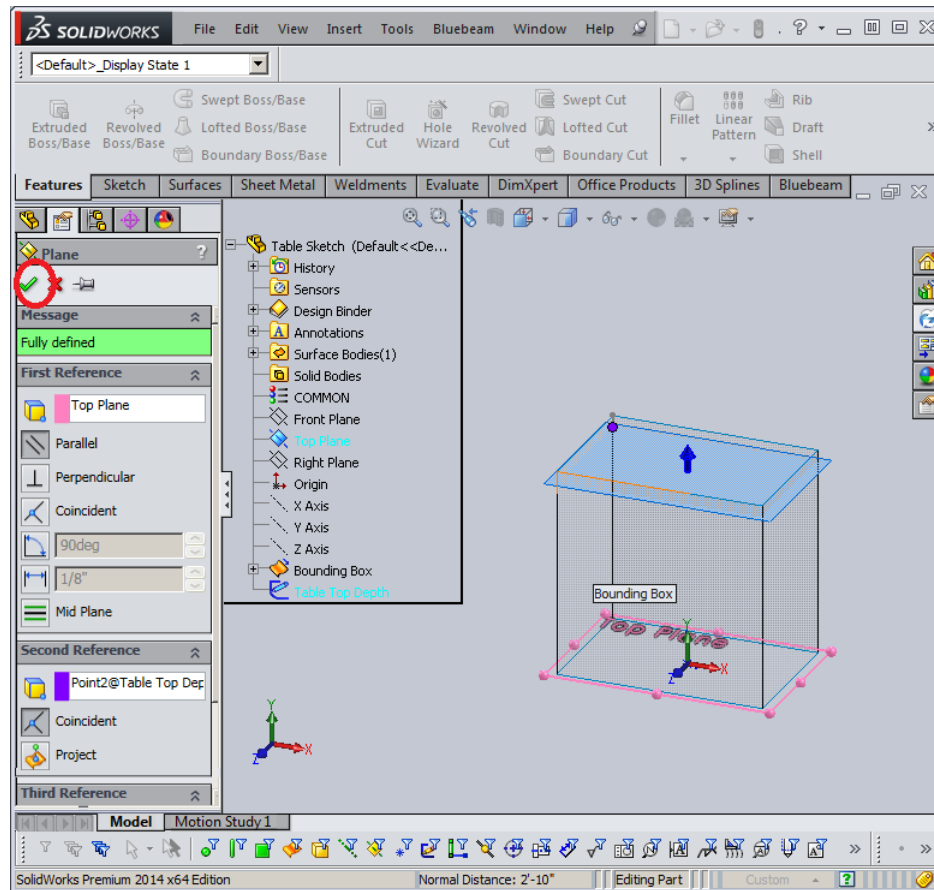 SOLIDWORKS File Edit View Insert Tools Bluebeam Window Help
<Default>_Display State 1
Extruded Boss/Base
Revolved Boss/Base
Swept Boss/Base
Lofted Boss/Base
Boundary Boss/Base
Extruded Cut
Hole Wizard
Revolved Cut
Swept Cut
Lofted Cut
Boundary Cut
Fillet
Linear Pattern
Rib
Draft
Shell
Features Sketch Surfaces Sheet Metal Weldments Evaluate DimXpert Office Products 3D Splines Bluebeam
Plane ?
Message
Fully defined
First Reference
Top Plane
Parallel
Perpendicular
Coincident
90deg
1/8"
Mid Plane
Second Reference
Point2@Table Top Dep
Coincident
Project
Third Reference
Table Sketch (Default<<De...
History
Sensors
Design Binder
Annotations
Surface Bodies(1)
Solid Bodies
COMMON
Front Plane
Top Plane
Right Plane
Origin
X Axis
Y Axis
Z Axis
Bounding Box
Table Top Depth
Bounding Box
Top Plane
Y
X
Z
Y
X
Z
Model Motion Study 1
SolidWorks Premium 2014 x64 Edition Normal Distance: 2'-10" Editing Part Custom ?